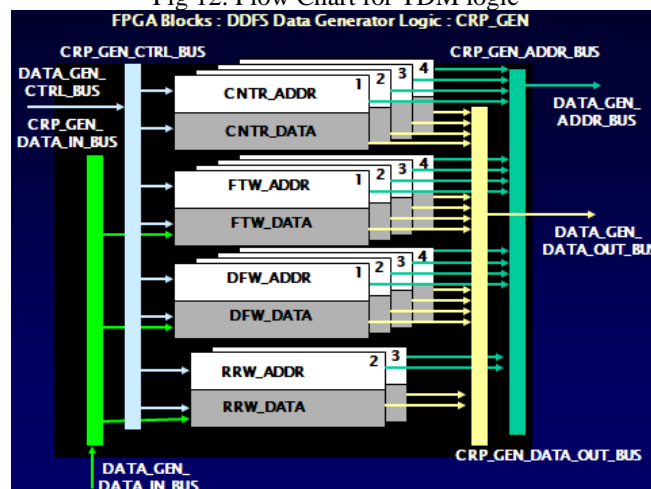 Fig 12. Flow Chart for TDM logic
FPGA Blocks : DDFS Data Generator Logic : CRP_GEN
CRP_GEN_CTRL_BUS
CRP_GEN_ADDR_BUS
DATA_GEN_
CTRL_BUS
CRP_GEN_
DATA_IN_BUS
1 2 3 4
CNTR_ADDR
CNTR_DATA
DATA_GEN_
ADDR_BUS
1 2 3 4
FTW_ADDR
FTW_DATA
DATA_GEN_
DATA_OUT_BUS
1 2 3 4
DFW_ADDR
DFW_DATA
2 3
RRW_ADDR
RRW_DATA
CRP_GEN_DATA_OUT_BUS
DATA_GEN_
DATA_IN_BUS